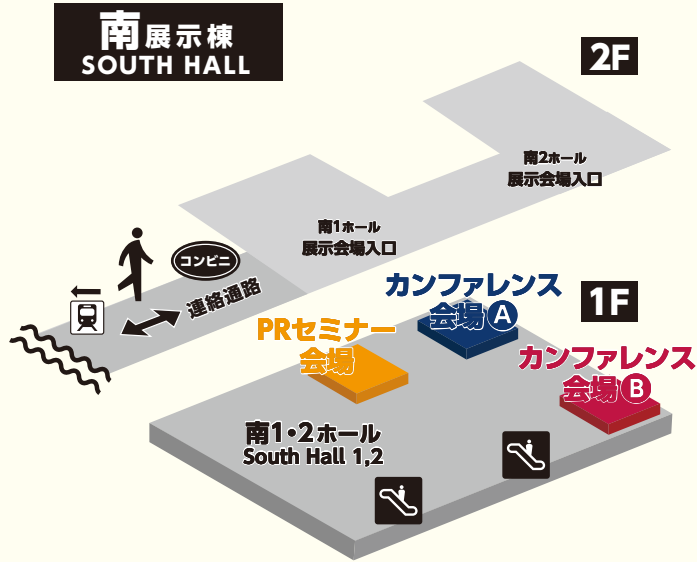 南展示棟
SOUTH HALL
2F
南2ホール
展示会場入口
南1ホール
展示会場入口
コンビニ
連絡通路
1F
カンファレンス
会場A
PRセミナー
会場
カンファレンス
会場B
南1・2ホール
South Hall 1,2